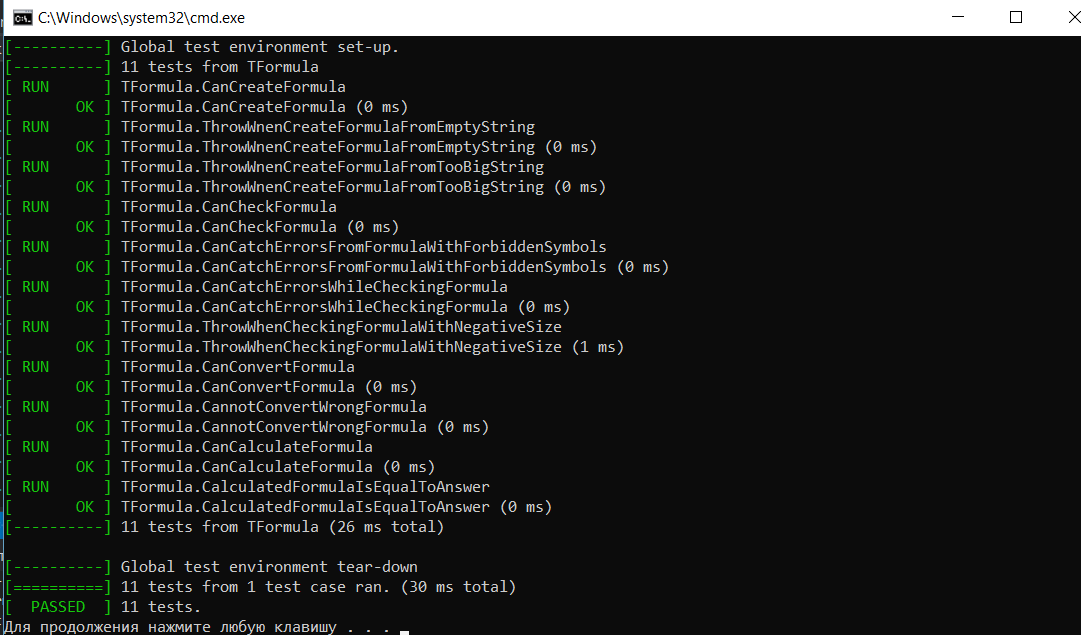 C:\Windows\system32\cmd.exe
[----------] Global test environment set-up.
[----------] 11 tests from TFormula
[ RUN      ] TFormula.CanCreateFormula
[       OK ] TFormula.CanCreateFormula (0 ms)
[ RUN      ] TFormula.ThrowWnenCreateFormulaFromEmptyString
[       OK ] TFormula.ThrowWnenCreateFormulaFromEmptyString (0 ms)
[ RUN      ] TFormula.ThrowWnenCreateFormulaFromTooBigString
[       OK ] TFormula.ThrowWnenCreateFormulaFromTooBigString (0 ms)
[ RUN      ] TFormula.CanCheckFormula
[       OK ] TFormula.CanCheckFormula (0 ms)
[ RUN      ] TFormula.CanCatchErrorsFromFormulaWithForbiddenSymbols
[       OK ] TFormula.CanCatchErrorsFromFormulaWithForbiddenSymbols (0 ms)
[ RUN      ] TFormula.CanCatchErrorsWhileCheckingFormula
[       OK ] TFormula.CanCatchErrorsWhileCheckingFormula (0 ms)
[ RUN      ] TFormula.ThrowWhenCheckingFormulaWithNegativeSize
[       OK ] TFormula.ThrowWhenCheckingFormulaWithNegativeSize (1 ms)
[ RUN      ] TFormula.CanConvertFormula
[       OK ] TFormula.CanConvertFormula (0 ms)
[ RUN      ] TFormula.CannotConvertWrongFormula
[       OK ] TFormula.CannotConvertWrongFormula (0 ms)
[ RUN      ] TFormula.CanCalculateFormula
[       OK ] TFormula.CanCalculateFormula (0 ms)
[ RUN      ] TFormula.CalculatedFormulaIsEqualToAnswer
[       OK ] TFormula.CalculatedFormulaIsEqualToAnswer (0 ms)
[----------] 11 tests from TFormula (26 ms total)
[----------] Global test environment tear-down
[==========] 11 tests from 1 test case ran. (30 ms total)
[  PASSED  ] 11 tests.
Для продолжения нажмите любую клавишу . . .